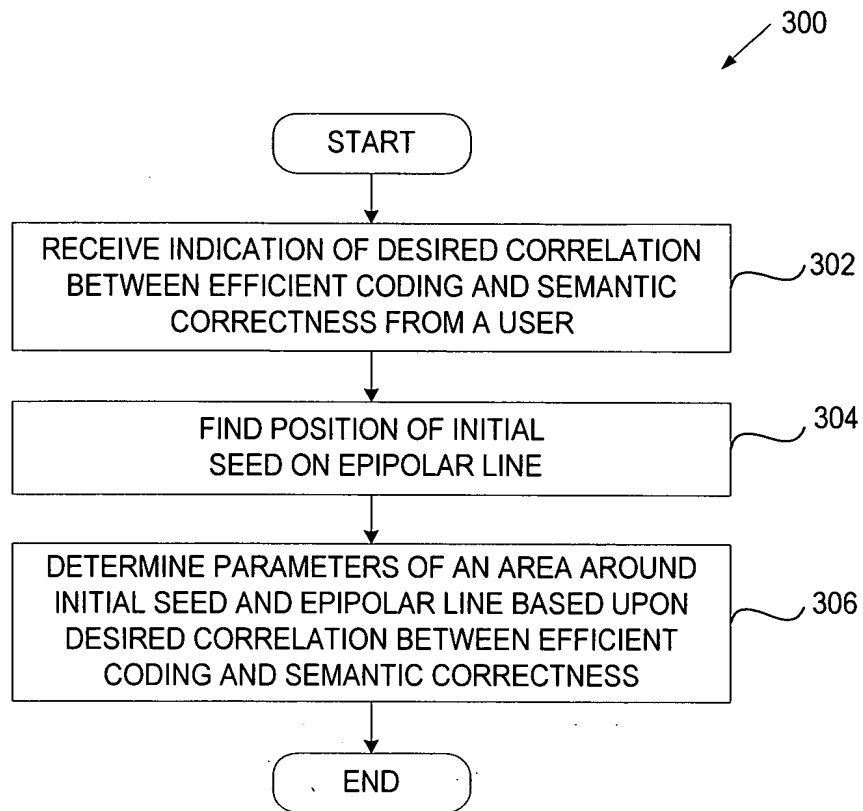 300
START
RECEIVE INDICATION OF DESIRED CORRELATION
BETWEEN EFFICIENT CODING AND SEMANTIC
CORRECTNESS FROM A USER
302
FIND POSITION OF INITIAL
SEED ON EPIPOLAR LINE
304
DETERMINE PARAMETERS OF AN AREA AROUND
INITIAL SEED AND EPIPOLAR LINE BASED UPON
DESIRED CORRELATION BETWEEN EFFICIENT
CODING AND SEMANTIC CORRECTNESS
306
END